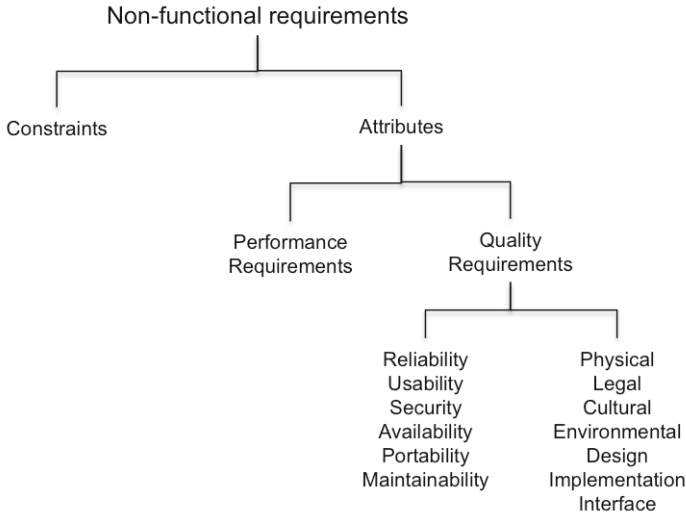 Non-functional requirements
Constraints
Attributes
Performance
Requirements
Quality
Requirements
Reliability
Usability
Security
Availability
Portability
Maintainability
Physical
Legal
Cultural
Environmental
Design
Implementation
Interface